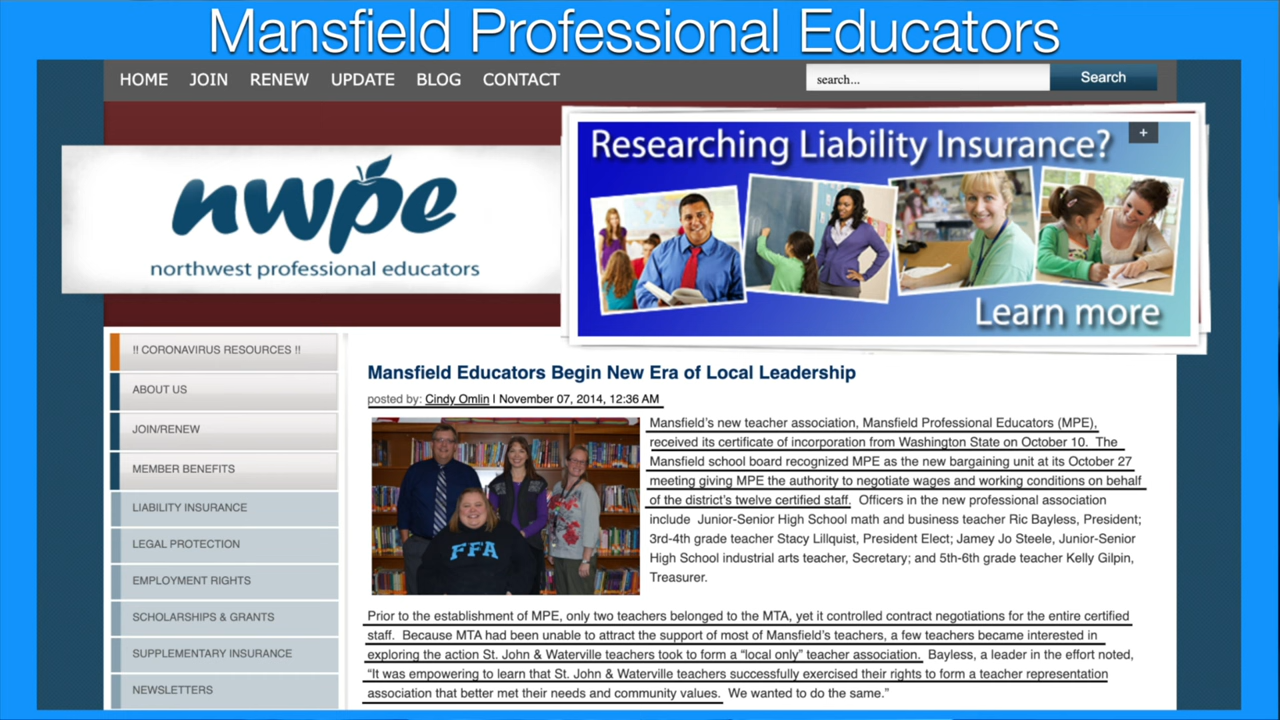 Mansfield Professional Educators
HOME JOIN RENEW UPDATE BLOG CONTACT
search...
Search
nwpe
northwest professional educators
Researching Liability Insurance?
+
Learn more
!! CORONAVIRUS RESOURCES !!
ABOUT US
JOIN/RENEW
MEMBER BENEFITS
LIABILITY INSURANCE
LEGAL PROTECTION
EMPLOYMENT RIGHTS
SCHOLARSHIPS & GRANTS
SUPPLEMENTARY INSURANCE
NEWSLETTERS
Mansfield Educators Begin New Era of Local Leadership
posted by: Cindy Omlin I November 07, 2014, 12:36 AM
FFA
Mansfield's new teacher association, Mansfield Professional Educators (MPE),
received its certificate of incorporation from Washington State on October 10. The
Mansfield school board recognized MPE as the new bargaining unit at its October 27
meeting giving MPE the authority to negotiate wages and working conditions on behalf
of the district's twelve certified staff. Officers in the new professional association
include Junior-Senior High School math and business teacher Ric Bayless, President;
3rd-4th grade teacher Stacy Lillquist, President Elect; Jamey Jo Steele, Junior-Senior
High School industrial arts teacher, Secretary; and 5th-6th grade teacher Kelly Gilpin,
Treasurer.
Prior to the establishment of MPE, only two teachers belonged to the MTA, yet it controlled contract negotiations for the entire certified
staff. Because MTA had been unable to attract the support of most of Mansfield's teachers, a few teachers became interested in
exploring the action St. John & Waterville teachers took to form a "local only" teacher association. Bayless, a leader in the effort noted,
"It was empowering to learn that St. John & Waterville teachers successfully exercised their rights to form a teacher representation
association that better met their needs and community values. We wanted to do the same."